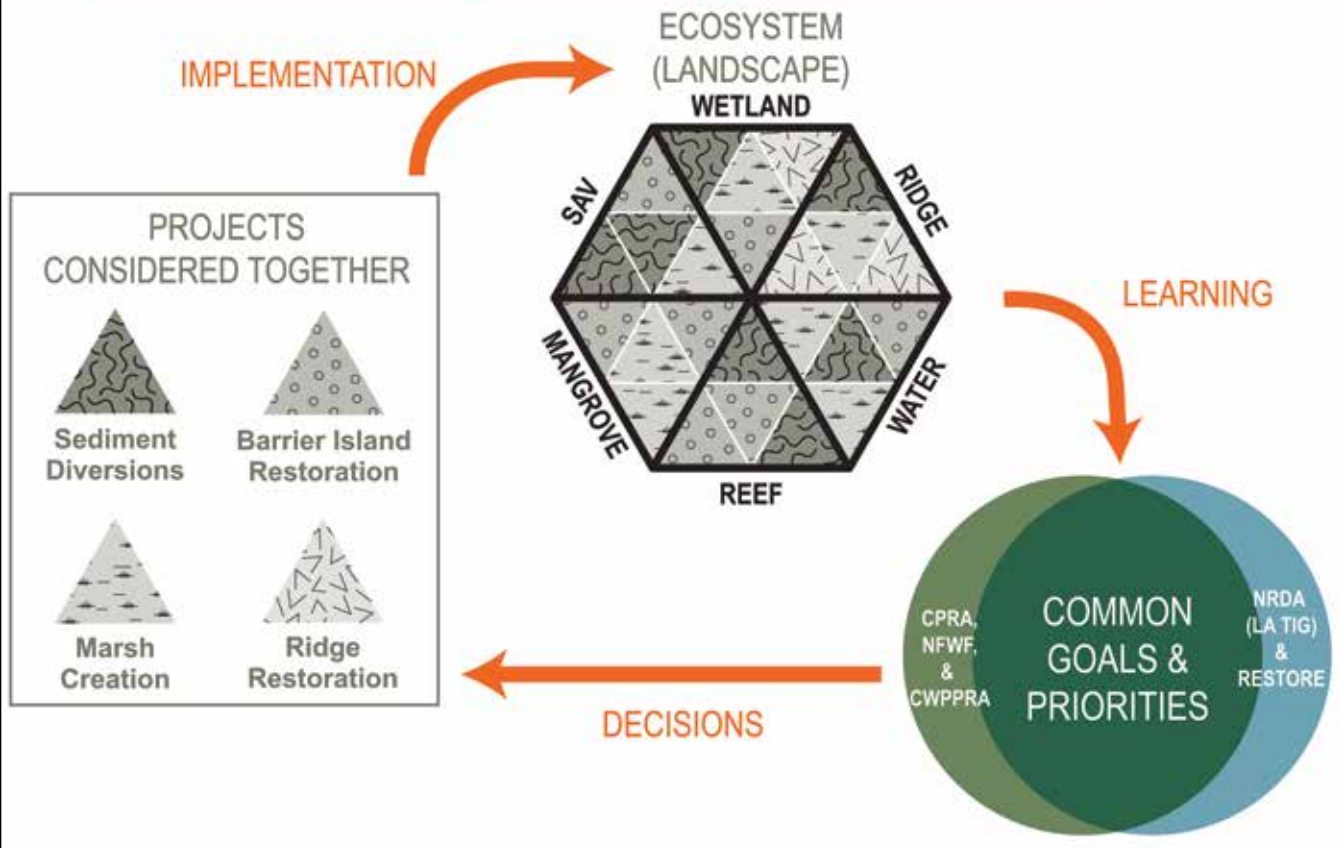 ECOSYSTEM
(LANDSCAPE)
IMPLEMENTATION
WETLAND
SAV
RIDGE
MANGROVE
WATER
REEF
PROJECTS
CONSIDERED TOGETHER
Sediment
Diversions
Barrier Island
Restoration
Marsh
Creation
Ridge
Restoration
LEARNING
CPRA,
NFWF,
&
CWPPRA
COMMON
GOALS &
PRIORITIES
NRDA
(LA TIG)
&
RESTORE
DECISIONS